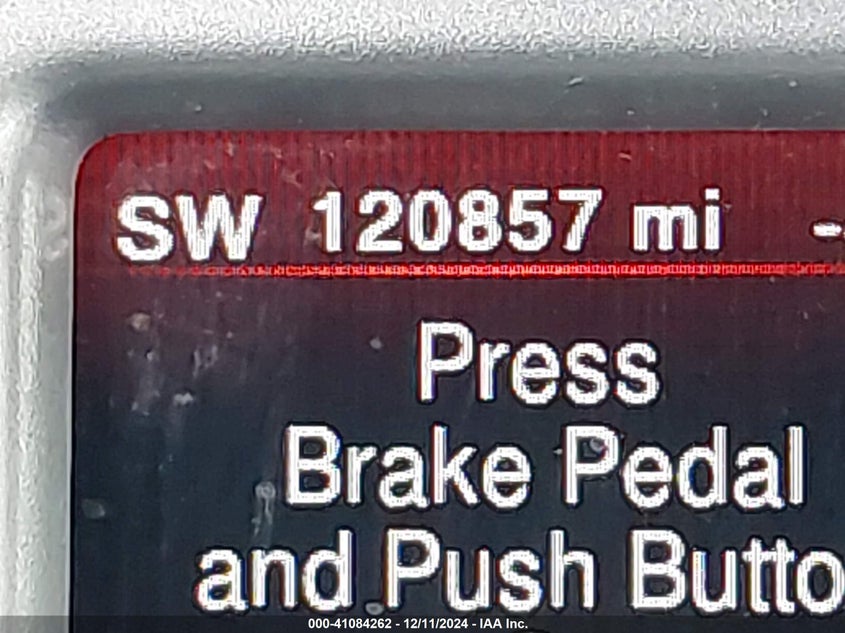 SW 120857 mi
Press
Brake Pedal
and Push Butto
000-41084262 - 12/11/2024 - IAA Inc.